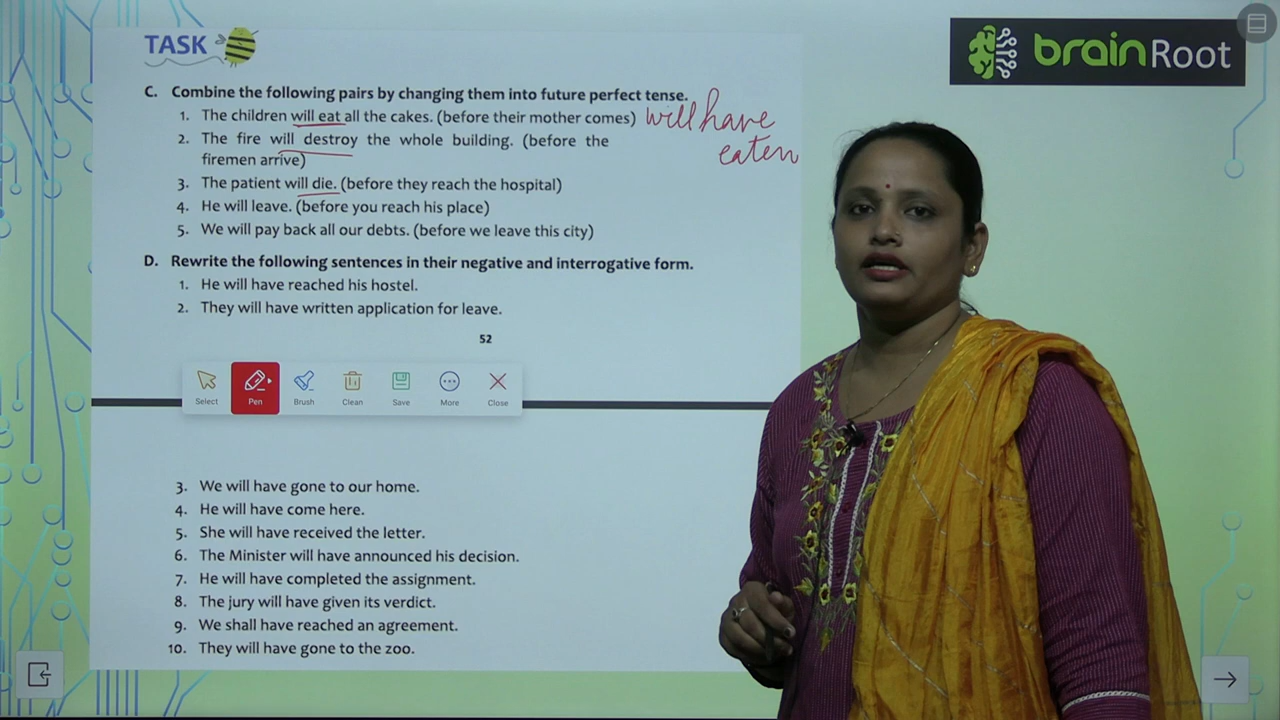 TASK
brainRoot
C. Combine the following pairs by changing them into future perfect tense.
1. The children will eat all the cakes. (before their mother comes) will have
eaten
2. The fire will destroy the whole building. (before the
firemen arrive)
3. The patient will die. (before they reach the hospital)
4. He will leave. (before you reach his place)
5. We will pay back all our debts. (before we leave this city)
D. Rewrite the following sentences in their negative and interrogative form.
1. He will have reached his hostel.
2. They will have written application for leave.
52
Select Pen Brush Clean Save More Close
3. We will have gone to our home.
4. He will have come here.
5. She will have received the letter.
6. The Minister will have announced his decision.
7. He will have completed the assignment.
8. The jury will have given its verdict.
9. We shall have reached an agreement.
10. They will have gone to the zoo.